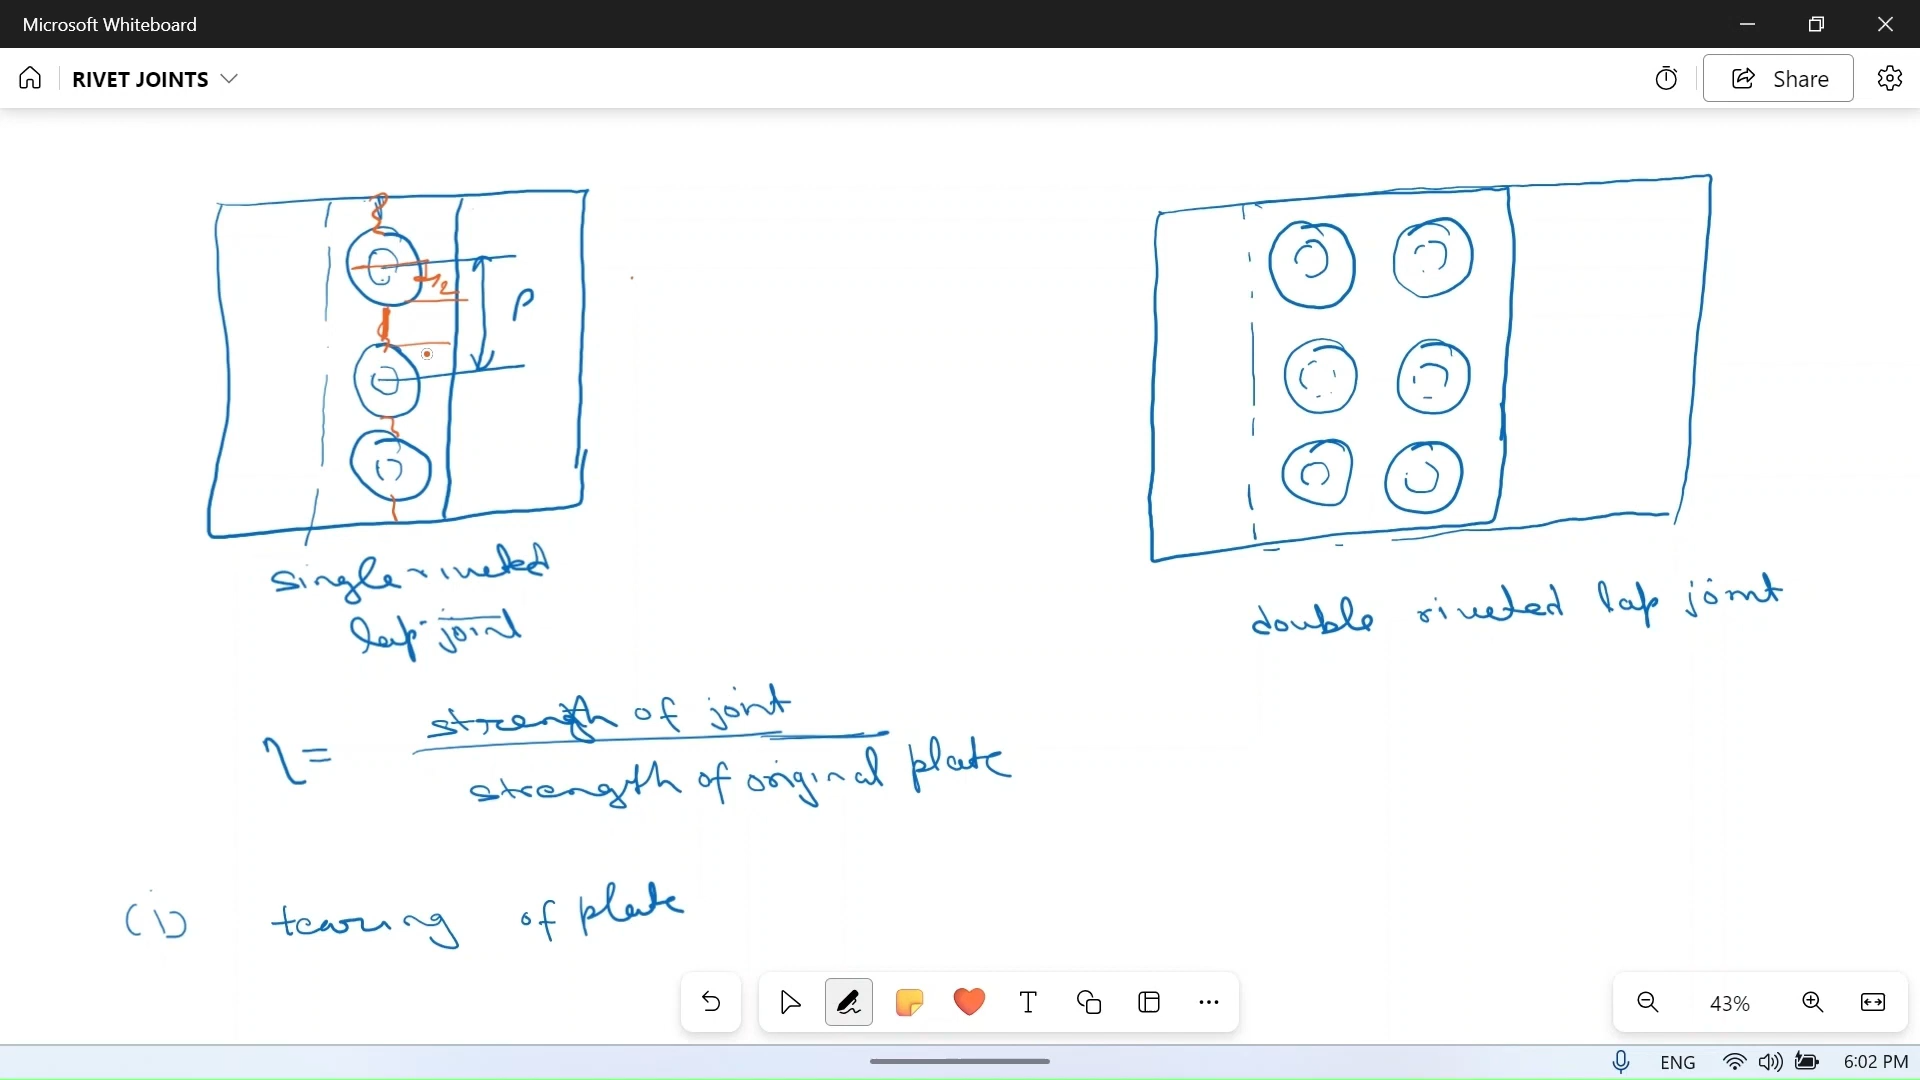 Microsoft Whiteboard
RIVET JOINTS
Share
P
single riveted
lap joint
double riveted lap joint
η = strength of joint
strength of original plate
(i) tearing of plate
T
43%
ENG
6:02 PM